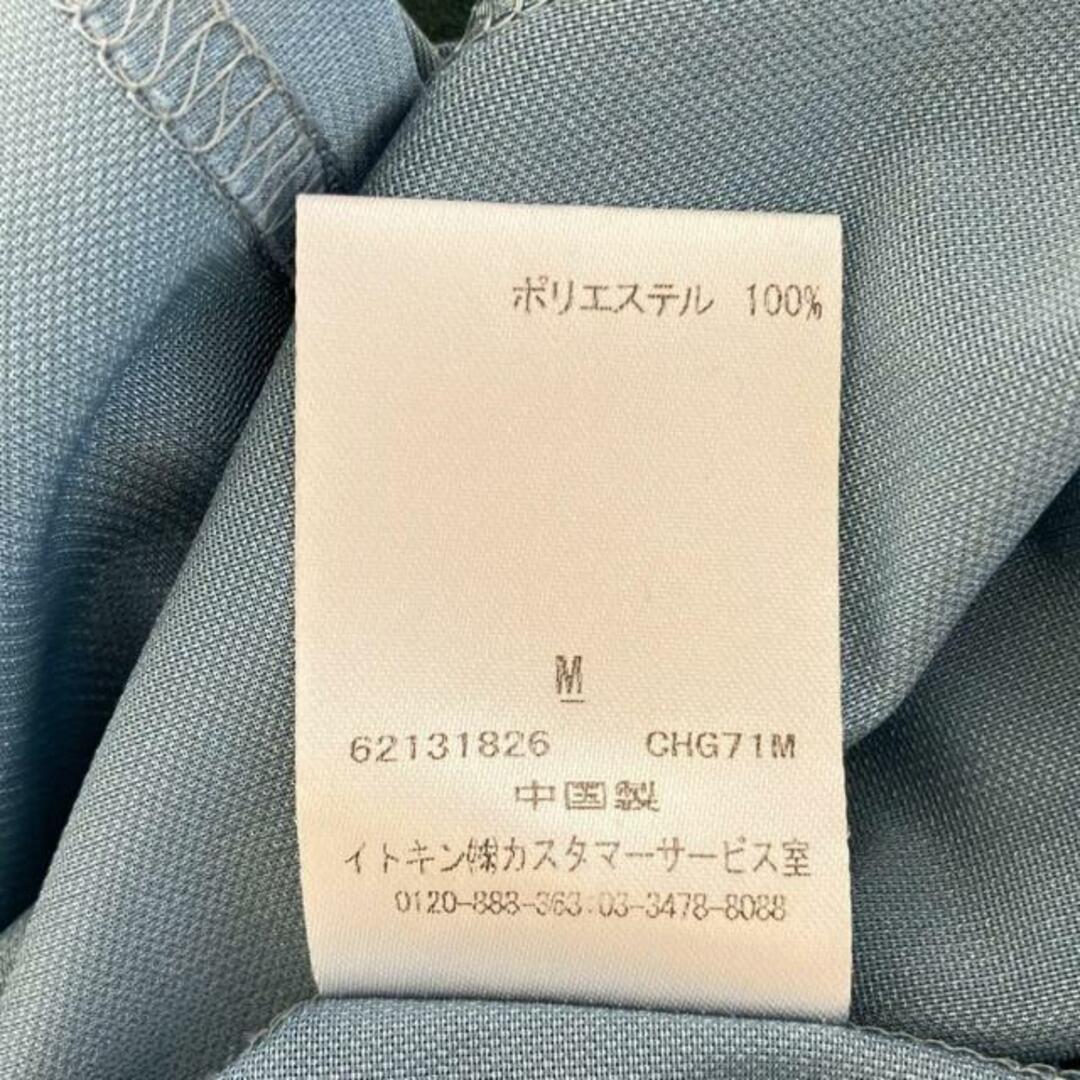 ポリエステル 100%
M
62131826 CHG71M
中国製
イトキン㈱カスタマーサービス室
0120-888-363:03-3478-8088